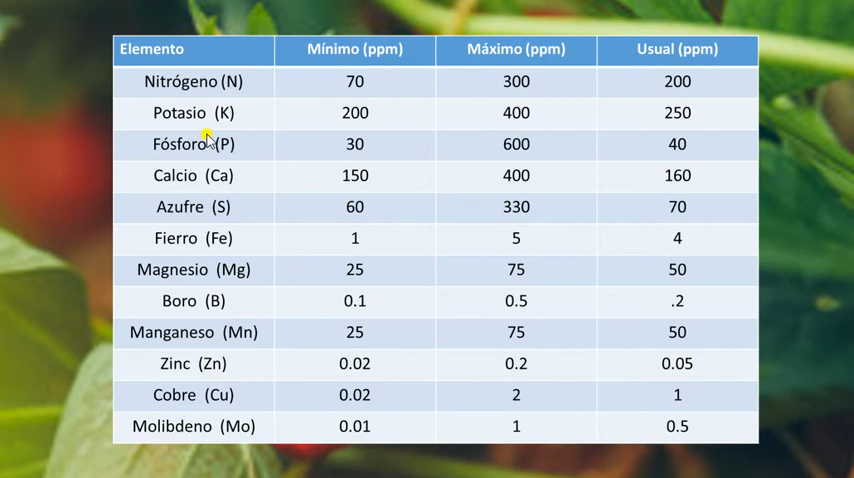 Elemento Mínimo (ppm) Máximo (ppm) Usual (ppm)
Nitrógeno (N) 70 300 200
Potasio (K) 200 400 250
Fósforo (P) 30 600 40
Calcio (Ca) 150 400 160
Azufre (S) 60 330 70
Fierro (Fe) 1 5 4
Magnesio (Mg) 25 75 50
Boro (B) 0.1 0.5 .2
Manganeso (Mn) 25 75 50
Zinc (Zn) 0.02 0.2 0.05
Cobre (Cu) 0.02 2 1
Molibdeno (Mo) 0.01 1 0.5